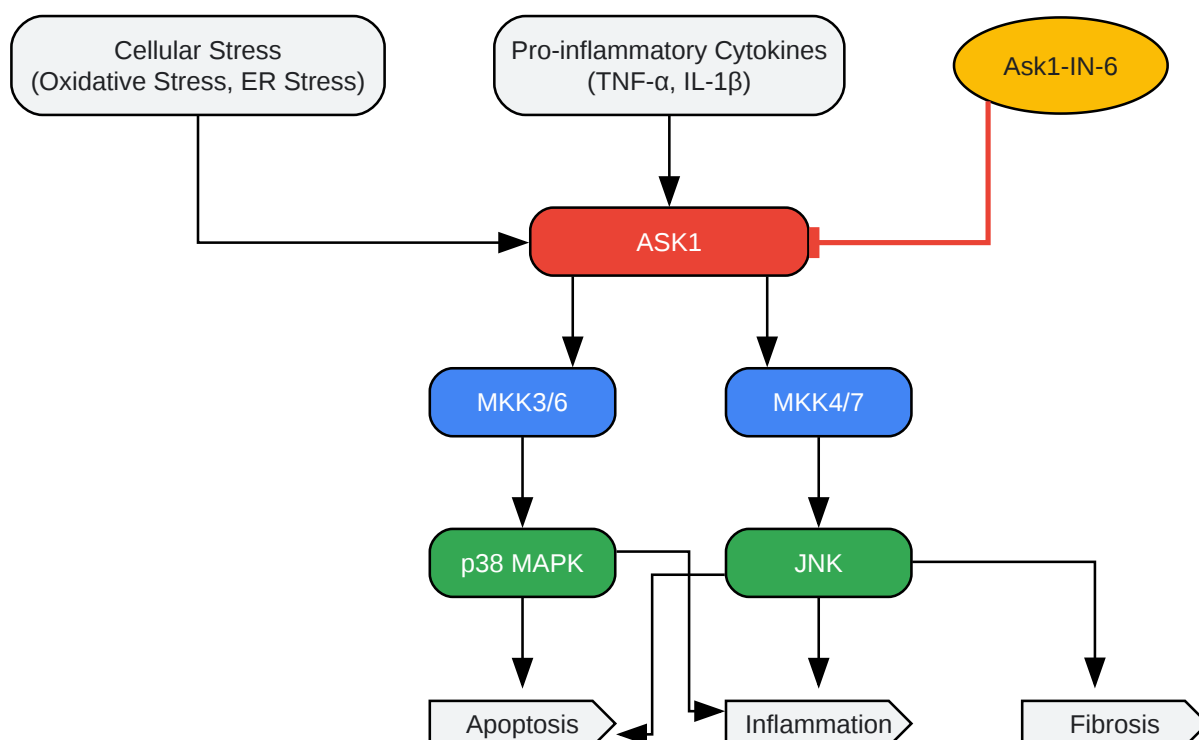 Cellular Stress
(Oxidative Stress, ER Stress)
Pro-inflammatory Cytokines
(TNF-α, IL-1β)
Ask1-IN-6
ASK1
MKK3/6
MKK4/7
p38 MAPK
JNK
Apoptosis
Inflammation
Fibrosis